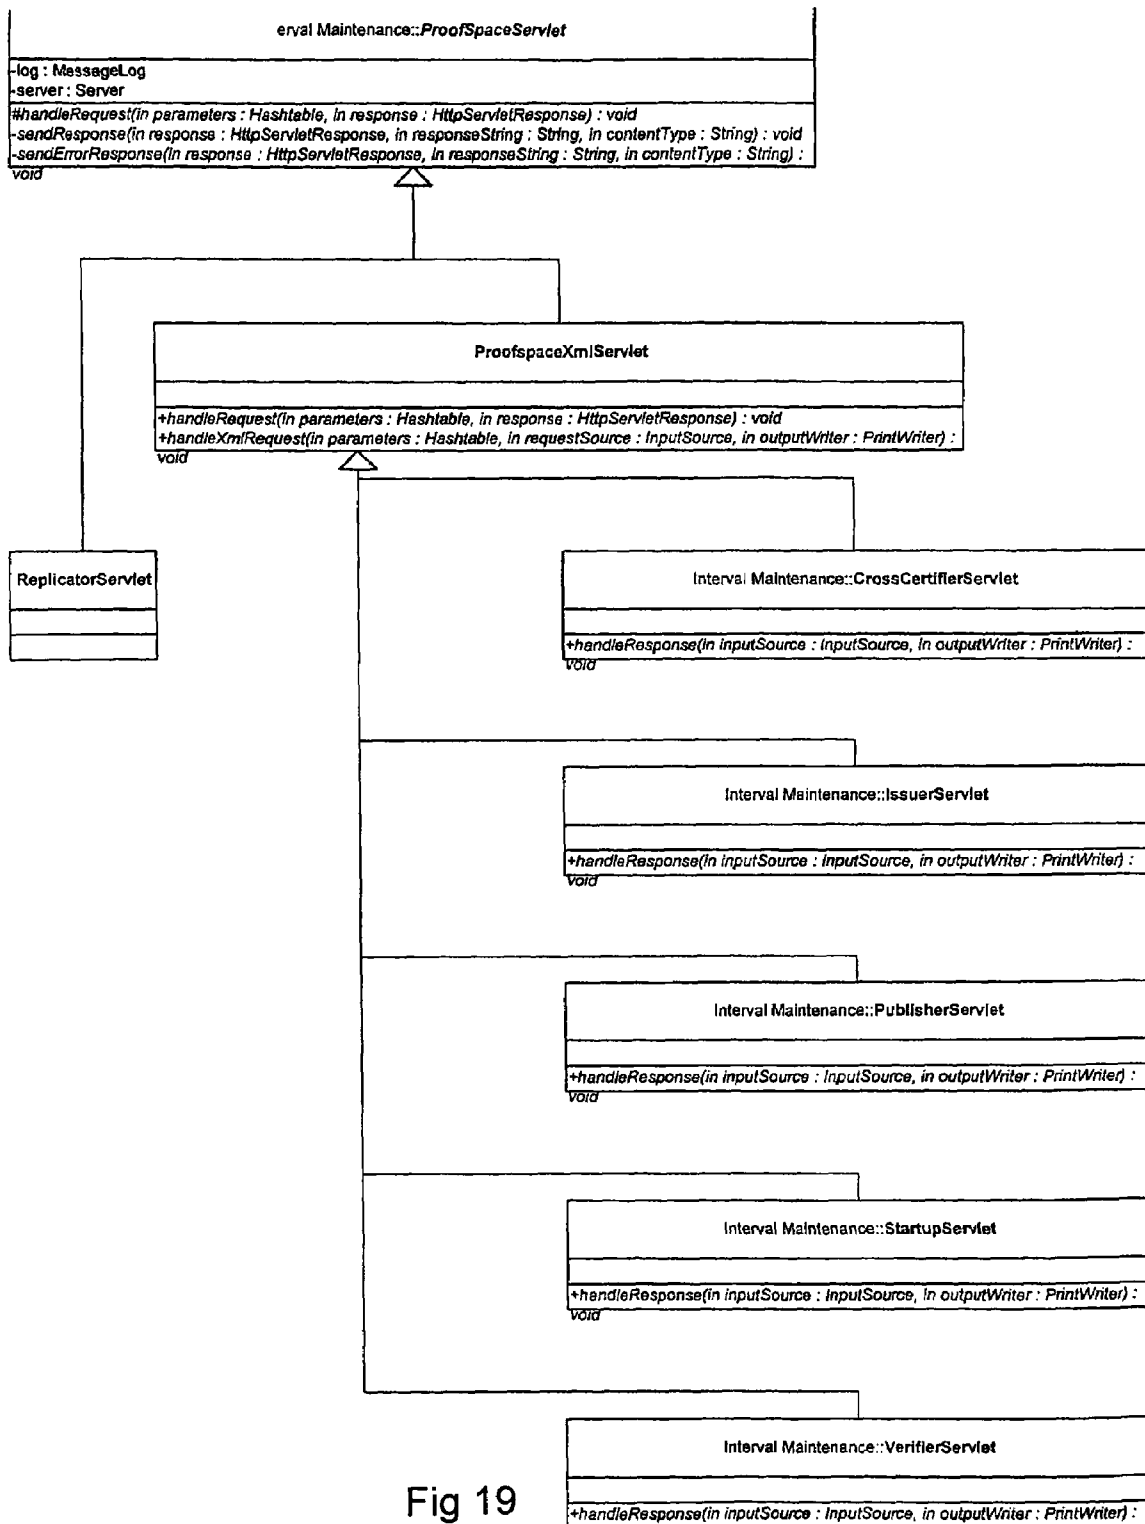 erval Maintenance::ProofSpaceServlet
-log : MessageLog
-server : Server
#handleRequest(in parameters : Hashtable, in response : HttpServletResponse) : void
-sendResponse(in response : HttpServletResponse, in responseString : String, in contentType : String) : void
-sendErrorResponse(in response : HttpServletResponse, in responseString : String, in contentType : String) :
void
ProofspaceXmlServlet
+handleRequest(in parameters : Hashtable, in response : HttpServletResponse) : void
+handleXmlRequest(in parameters : Hashtable, in requestSource : InputSource, in outputWriter : PrintWriter) :
void
ReplicatorServlet
Interval Maintenance::CrossCertifierServlet
+handleResponse(in inputSource : InputSource, in outputWriter : PrintWriter) :
void
Interval Maintenance::IssuerServlet
+handleResponse(in inputSource : InputSource, in outputWriter : PrintWriter) :
void
Interval Maintenance::PublisherServlet
+handleResponse(in inputSource : InputSource, in outputWriter : PrintWriter) :
void
Interval Maintenance::StartupServlet
+handleResponse(in inputSource : InputSource, in outputWriter : PrintWriter) :
void
Interval Maintenance::VerifierServlet
+handleResponse(in inputSource : InputSource, in outputWriter : PrintWriter) :
Fig 19